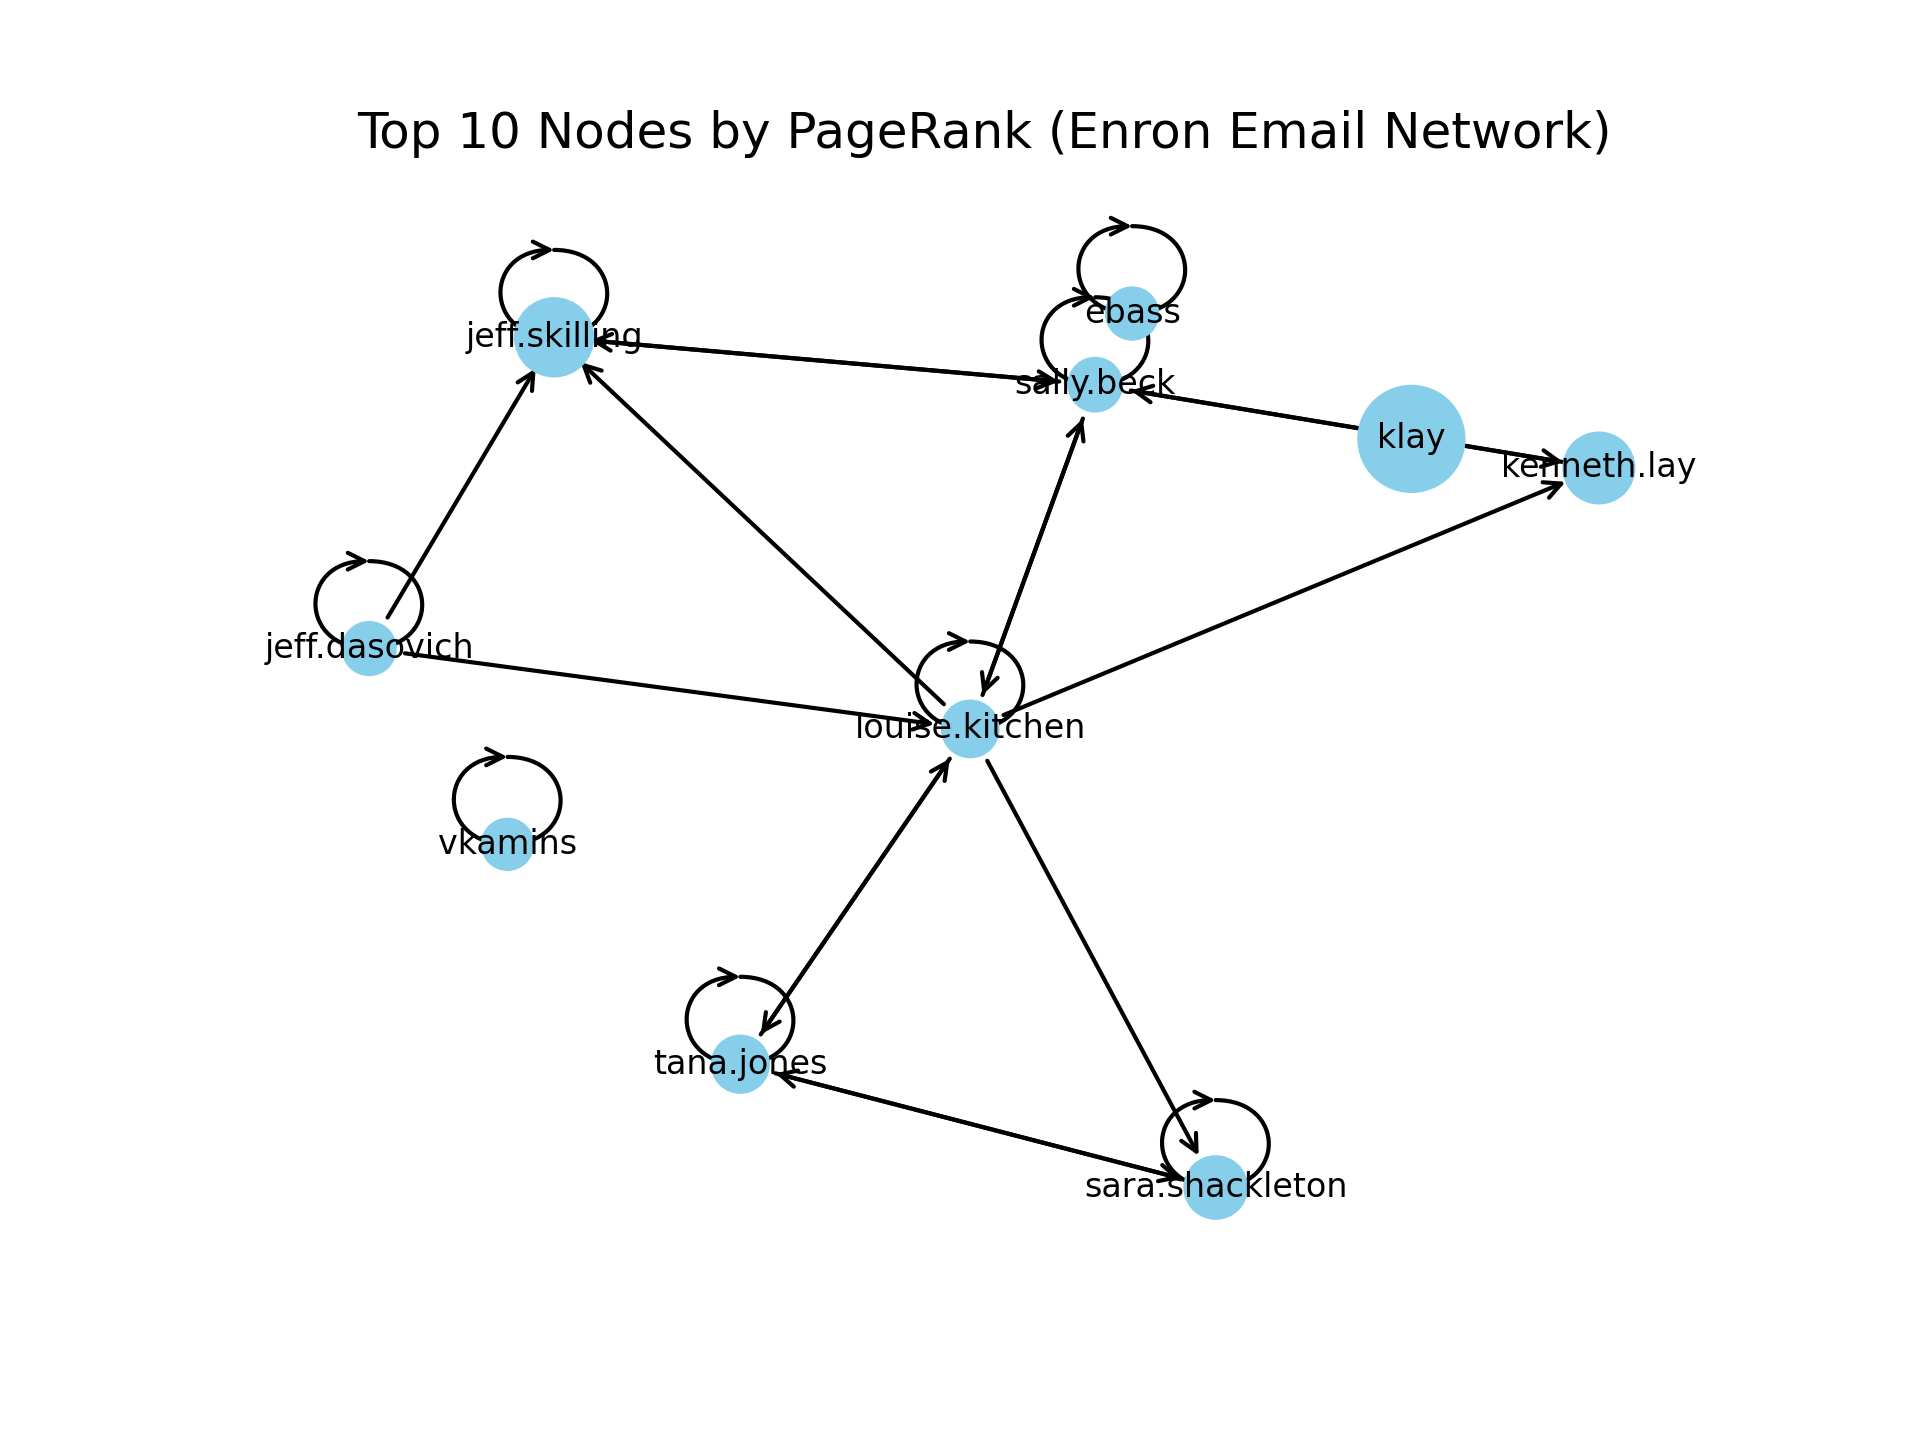 Top 10 Nodes by PageRank (Enron Email Network)
ebass
jeff.skilling
sally.beck
klay
kenneth.lay
jeff.dasovich
louise.kitchen
vkamins
tana.jones
sara.shackleton